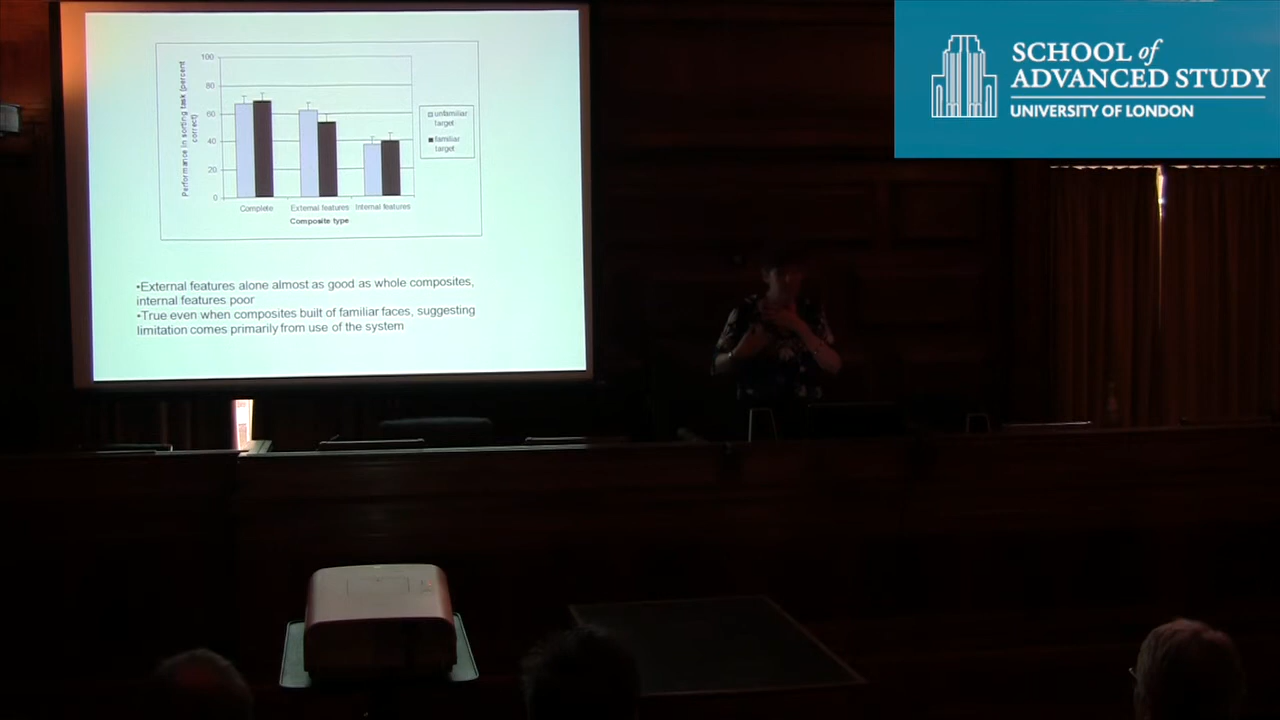 100
80
60
40
20
0
Performance in sorting task (percent
correct)
Complete
External features
Internal features
Composite type
unfamiliar
target
familiar
target
•External features alone almost as good as whole composites,
internal features poor
•True even when composites built of familiar faces, suggesting
limitation comes primarily from use of the system
SCHOOL of
ADVANCED STUDY
UNIVERSITY OF LONDON